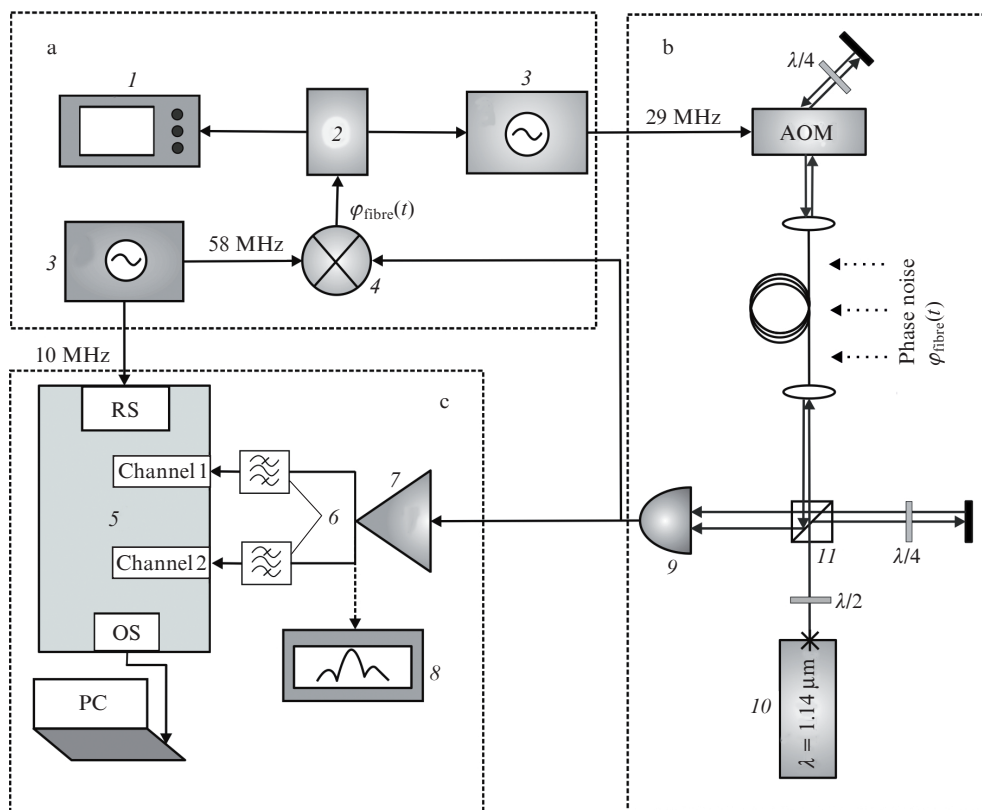 a
b
1
2
3
λ/4
29 MHz
AOM
φfibre(t)
58 MHz
3
4
Phase noise
φfibre(t)
10 MHz
c
RS
Channel 1
5
6
7
Channel 2
9
11
λ/4
λ/2
OS
8
PC
10
λ = 1.14 μm